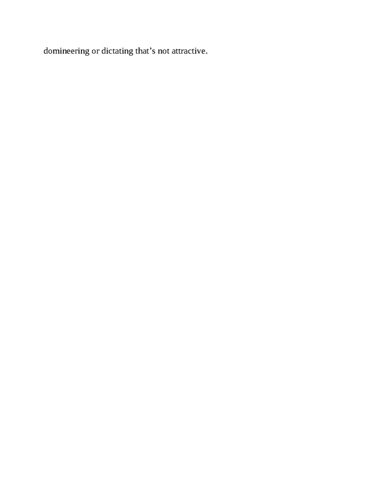 domineering or dictating that’s not attractive.